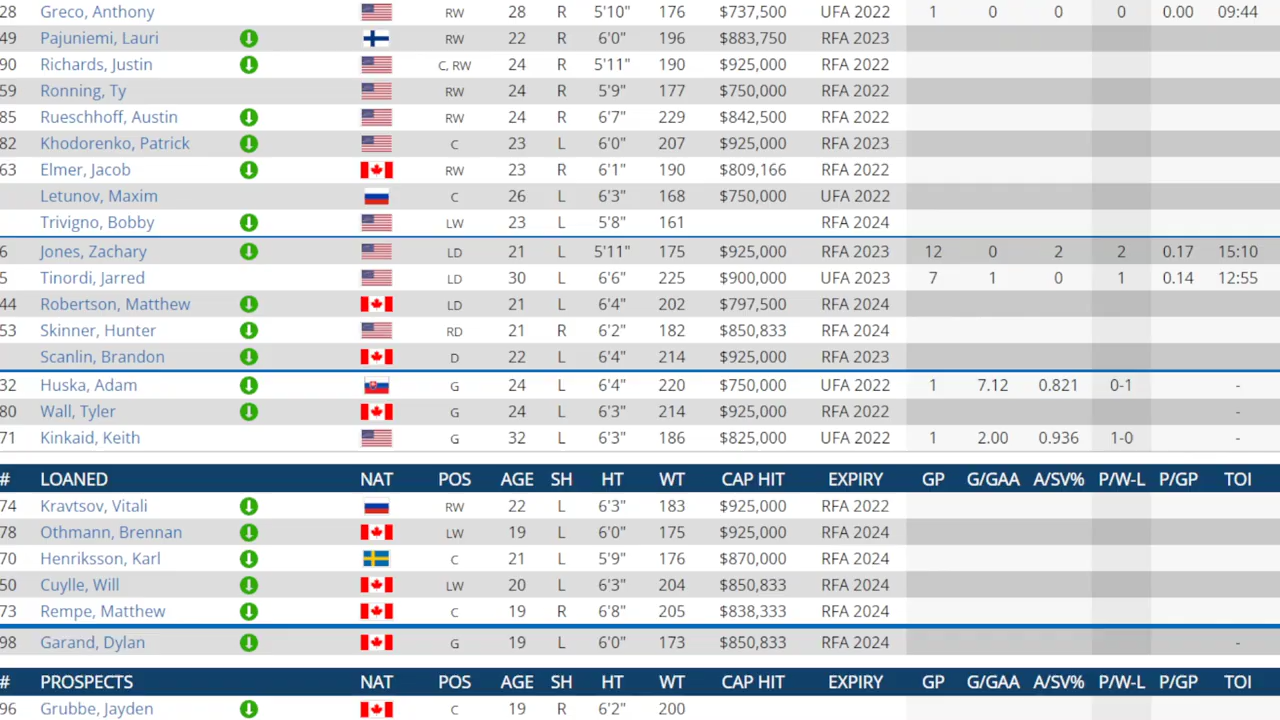 28 Greco, Anthony RW 28 R 5'10" 176 $737,500 UFA 2022 1 0 0 0.00 09:44
49 Pajuniemi, Lauri RW 22 R 6'0" 196 $883,750 RFA 2023
90 Richards, Justin C, RW 24 R 5'11" 190 $925,000 RFA 2022
59 Ronning, Ty RW 24 R 5'9" 177 $750,000 RFA 2022
85 Rueschhoff, Austin RW 24 R 6'7" 229 $842,500 RFA 2022
82 Khodorenko, Patrick C 23 R 6'0" 207 $925,000 RFA 2023
63 Elmer, Jacob RW 23 R 6'1" 190 $809,166 RFA 2022
Letunov, Maxim C 26 L 6'3" 168 $750,000 UFA 2022
Trivigno, Bobby LW 23 L 5'8" 161 RFA 2024
6 Jones, Zachary LD 21 5'11" 175 $925,000 RFA 2023 12 0 2 2 0.17 15:10
5 Tinordi, Jarred LD 30 6'6" 225 $900,000 UFA 2023 7 0 1 0.14 12:55
44 Robertson, Matthew LD 21 L 6'4" 209 $797,500 RFA 2024
53 Skinner, Hunter RD 21 R 6'2" 182 $850,833 RFA 2024
Scanlin, Brandon D 22 L 6'4" 214 $925,000 RFA 2023
32 Huska, Adam G 24 L 6'4" 220 $750,000 UFA 2022 1 7.12 0.821 0-1 -
80 Wall, Tyler G 24 L 6'3" 214 $925,000 RFA 2022 -
71 Kinkaid, Keith 32 L 6'3" 186 $825,000 UFA 2022 1 2.00 0.936 1-0 -
# LOANED NAT POS AGE SH HT WT CAP HIT EXPIRY GP G/GAA A/SV% P/W-L P/GP TOI
74 Kravtsov, Vitali RW 22 L 6'3" 183 $925,000 RFA 2022
78 Othmann, Brennan LW 19 L 6'0" 175 $925,000 RFA 2024
70 Henriksson, Karl C 21 L 5'9" 176 $970,000 RFA 2024
50 Cuylle, Will LW 20 L 6'3" 204 $850,833 RFA 2024
73 Rempe, Matthew C 19 R 6'8" 205 $838,333 RFA 2024
98 Garand, Dylan G 19 L 6'0" 173 $850,833 RFA 2024 -
# PROSPECTS NAT POS AGE SH HT WT CAP HIT EXPIRY GP G/GAA A/SV% P/W-L P/GP TOI
96 Grubbe, Jayden C 19 R 6'2" 200